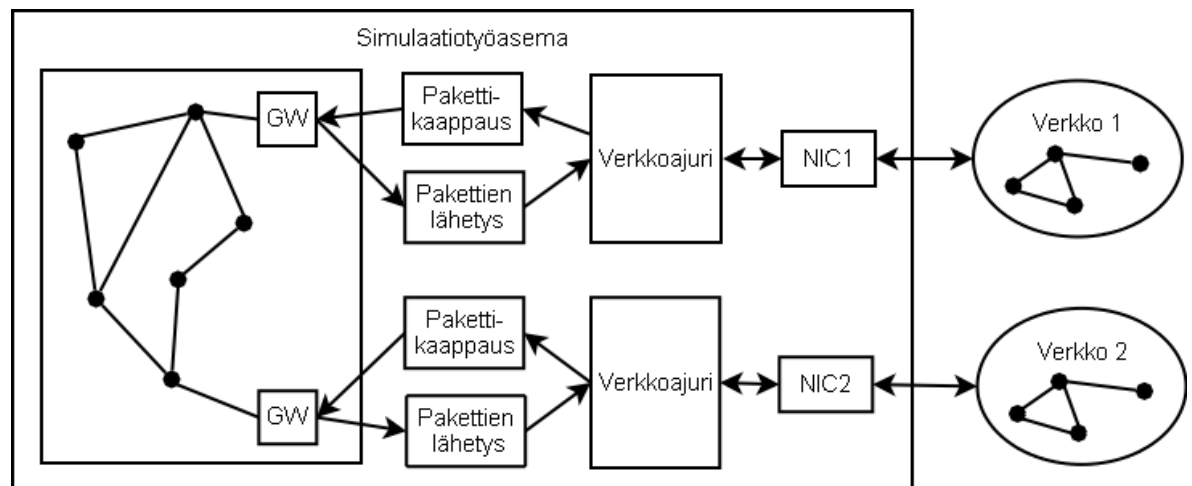 Simulaatiotyöasema
GW
Paketti-
kaappaus
Pakettien
lähetys
Verkkoajuri
NIC1
Verkko 1
GW
Paketti-
kaappaus
Pakettien
lähetys
Verkkoajuri
NIC2
Verkko 2